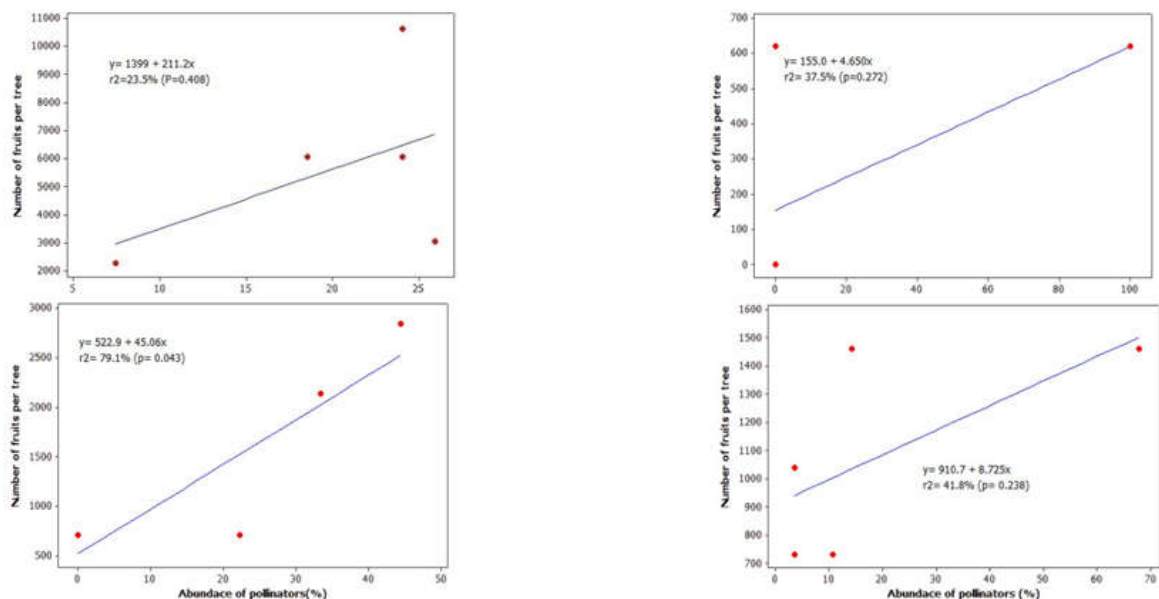 Number of fruits per tree
11000
10000
9000
8000
7000
6000
5000
4000
3000
2000
y= 1399 + 211.2x
r2=23.5% (P=0.408)
5 10 15 20 25
Number of fruits per tree
700
600
500
400
300
200
100
0
y= 155.0 + 4.650x
r2= 37.5% (p=0.272)
0 20 40 60 80 100
Number of fruits per tree
3000
2500
2000
1500
1000
500
y= 522.9 + 45.06x
r2= 79.1% (p= 0.043)
0 10 20 30 40 50
Abundace of pollinators(%)
Number of fruits per tree
1600
1500
1400
1300
1200
1100
1000
900
800
700
y= 910.7 + 8.725x
r2= 41.8% (p= 0.238)
0 10 20 30 40 50 60 70
Abundace of pollinators (%)